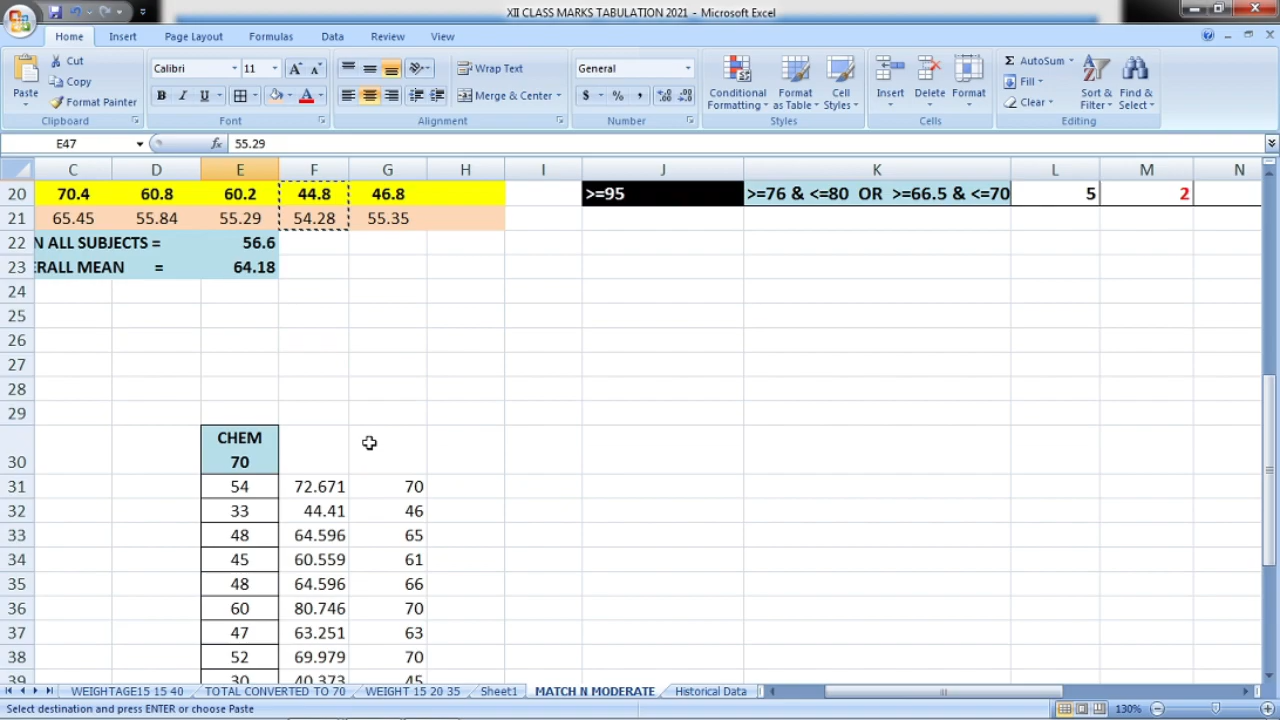 XII CLASS MARKS TABULATION 2021 - Microsoft Excel
Home Insert Page Layout Formulas Data Review View
Paste Cut Copy Format Painter Clipboard
Calibri 11 A A B I U A Font
Wrap Text Merge & Center Alignment
General $ % , .0 .00 .00 .0 Number
Conditional Formatting Format as Table Cell Styles Styles
Insert Delete Format Cells
Σ AutoSum Fill Clear Sort & Filter Find & Select Editing
E47 fx 55.29
C D E F G H I J K L M N
20 70.4 60.8 60.2 44.8 46.8 >=95 >=76 & <=80 OR >=66.5 & <=70 5 2
21 65.45 55.84 55.29 54.28 55.35
22 N ALL SUBJECTS = 56.6
23 ERALL MEAN = 64.18
24
25
26
27
28
29
30 CHEM 70
31 54 72.671 70
32 33 44.41 46
33 48 64.596 65
34 45 60.559 61
35 48 64.596 66
36 60 80.746 70
37 47 63.251 63
38 52 69.979 70
39 30 40.373 45
WEIGHTAGE15 15 40 TOTAL CONVERTED TO 70 WEIGHT 15 20 35 Sheet1 MATCH N MODERATE Historical Data
Select destination and press ENTER or choose Paste 130%